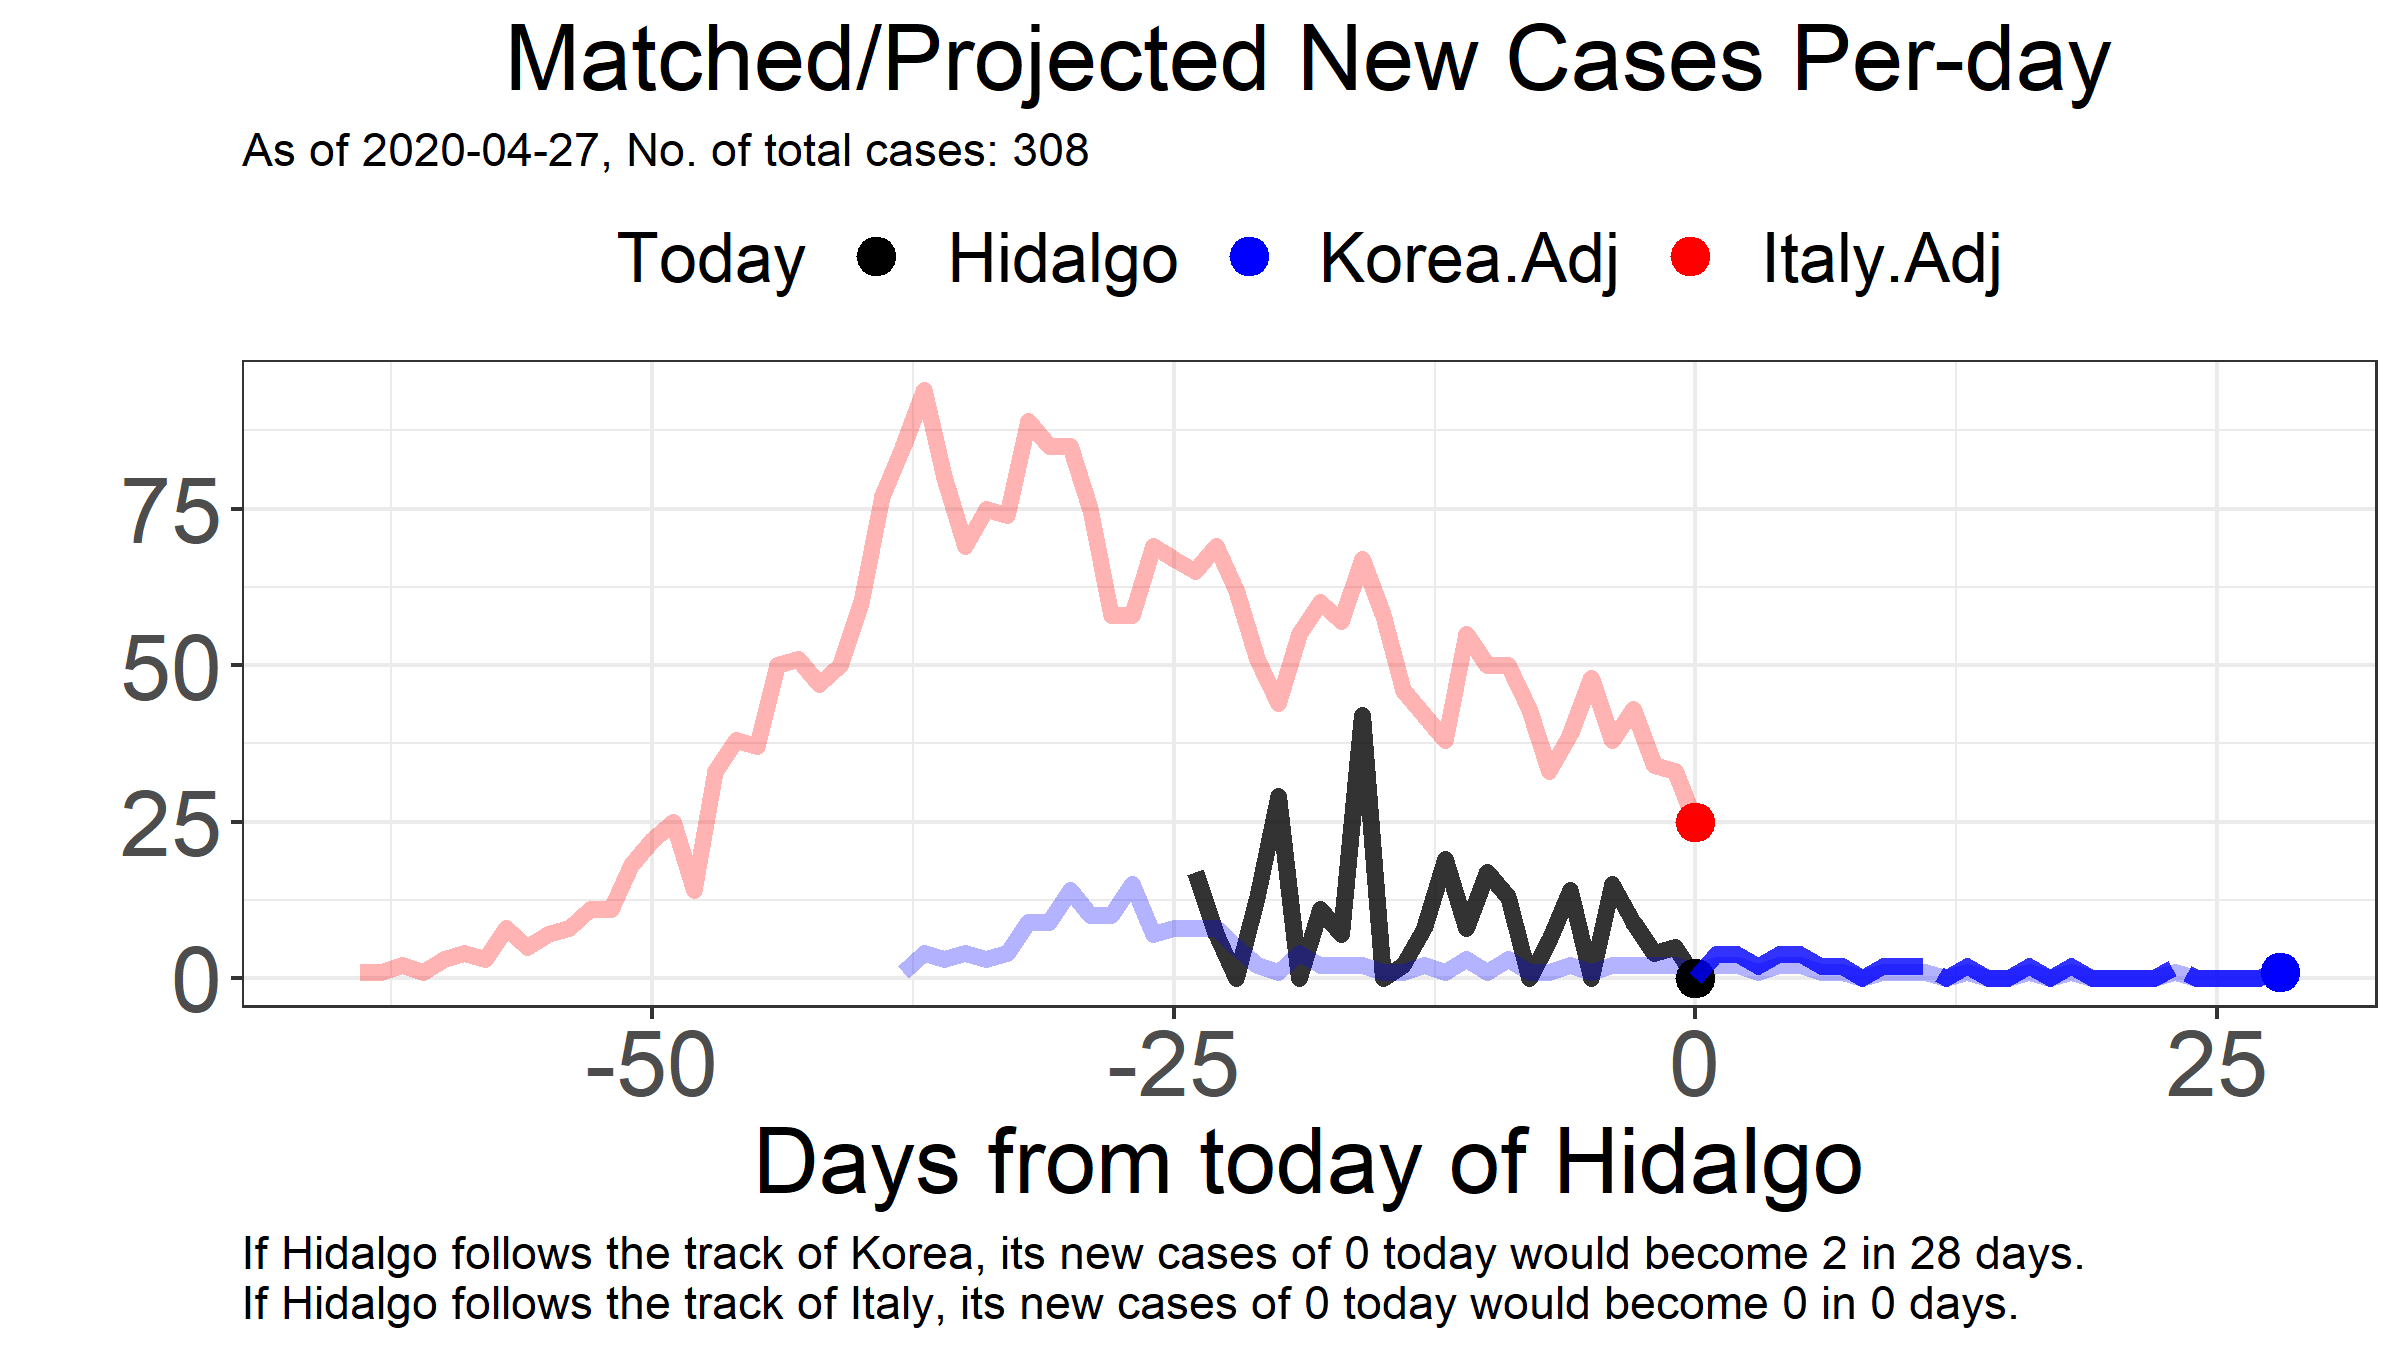 Matched/Projected New Cases Per-day
As of 2020-04-27, No. of total cases: 308
Today Hidalgo Korea.Adj Italy.Adj
75
50
25
0
-50 -25 0 25
Days from today of Hidalgo
If Hidalgo follows the track of Korea, its new cases of 0 today would become 2 in 28 days.
If Hidalgo follows the track of Italy, its new cases of 0 today would become 0 in 0 days.